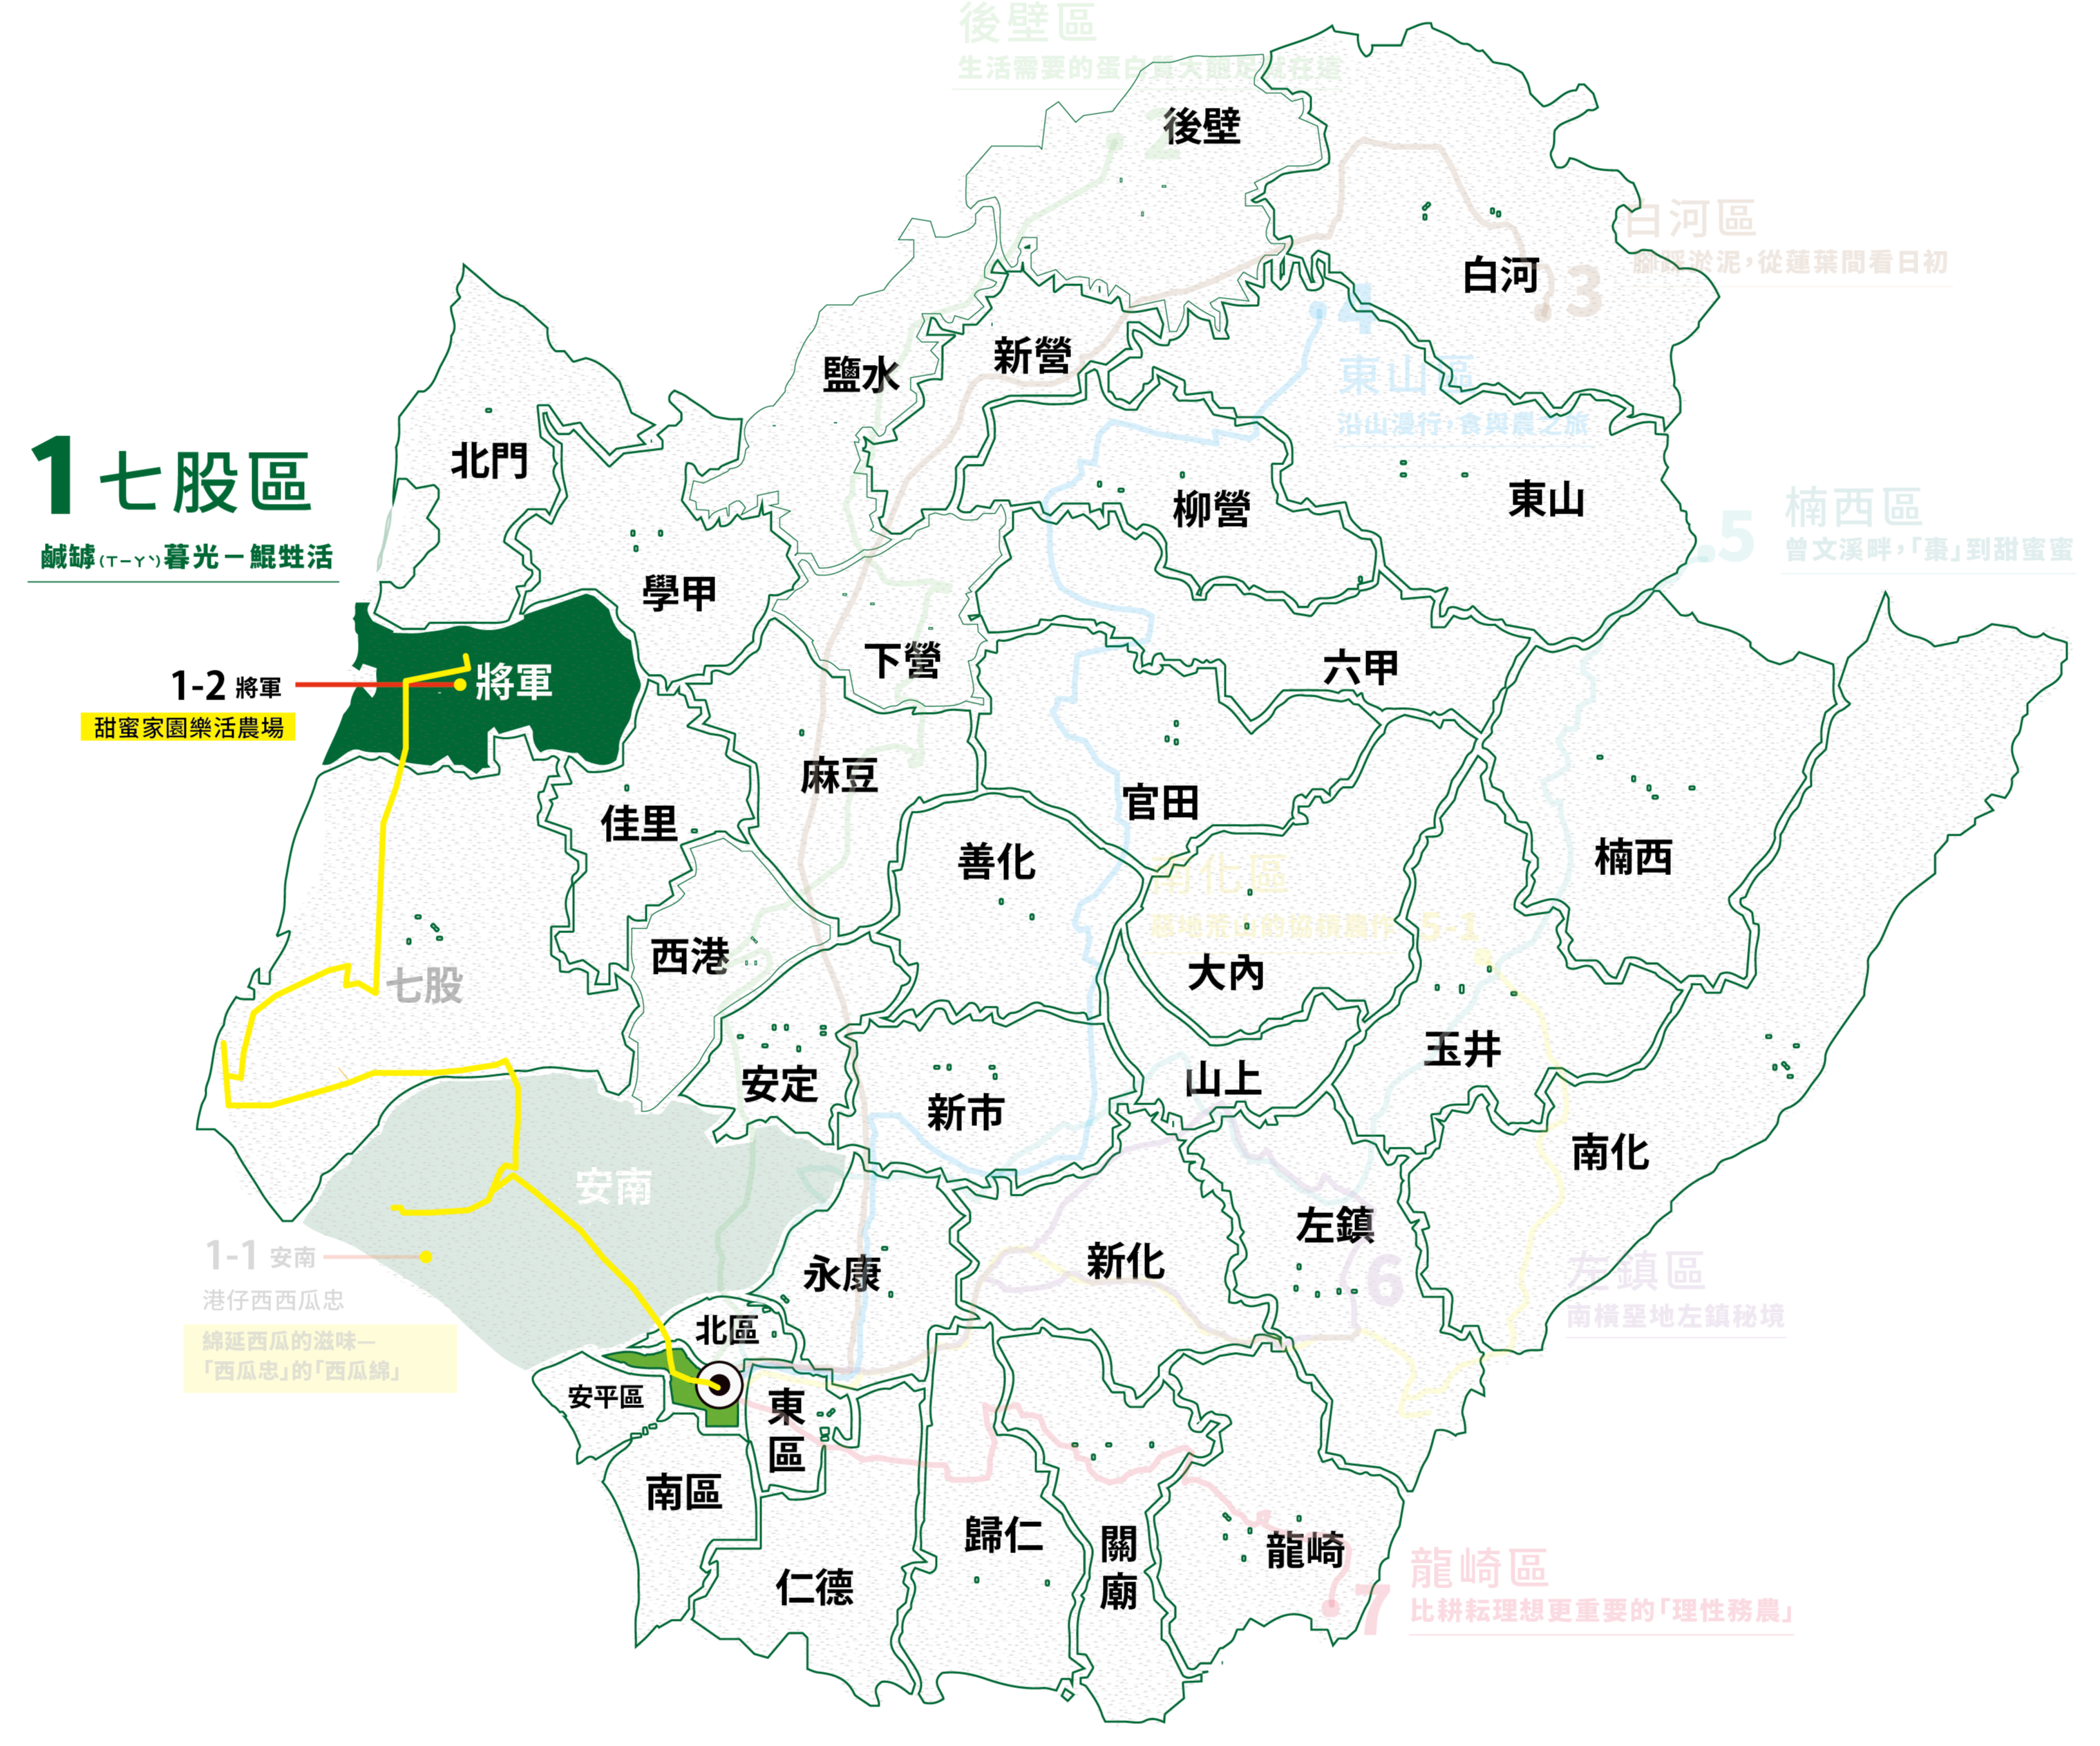 後壁區
生活需要的蛋白質大鵬足就在這
後壁
2
白河區
腳踩淤泥，從蓮葉間看日初
白河
3
4
東山區
沿山漫行，食與農之旅
新營
鹽水
北門
1 七股區
鹹罅(ㄒㄧㄚˋ)暮光－鯤甡活
柳營
東山
5
楠西區
曾文溪畔，「棗」到甜蜜蜜
學甲
下營
六甲
1-2 將軍
甜蜜家園樂活農場
將軍
麻豆
官田
佳里
善化
楠西
南化區
5-1
西港
大內
七股
玉井
安定
山上
新市
南化
安南
左鎮
1-1 安南
港仔西西瓜忠
綿延西瓜的滋味—
「西瓜忠」的「西瓜綿」
永康
新化
6
左鎮區
南橫堊地左鎮秘境
北區
安平區
東區
南區
歸仁
關廟
龍崎
仁德
7
龍崎區
比耕耘理想更重要的「理性務農」